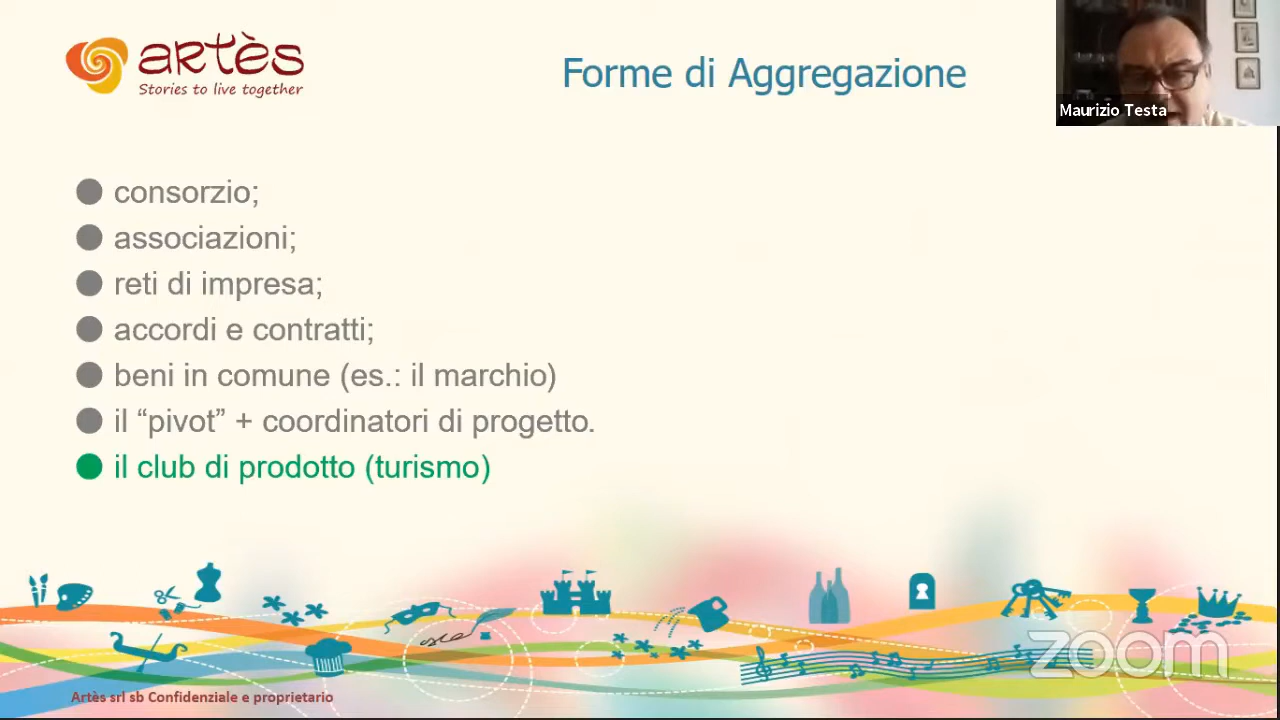 artès
Stories to live together
Forme di Aggregazione
Maurizio Testa
● consorzio;
● associazioni;
● reti di impresa;
● accordi e contratti;
● beni in comune (es.: il marchio)
● il “pivot” + coordinatori di progetto.
● il club di prodotto (turismo)
zoom
Artès srl sb Confidenziale e proprietario